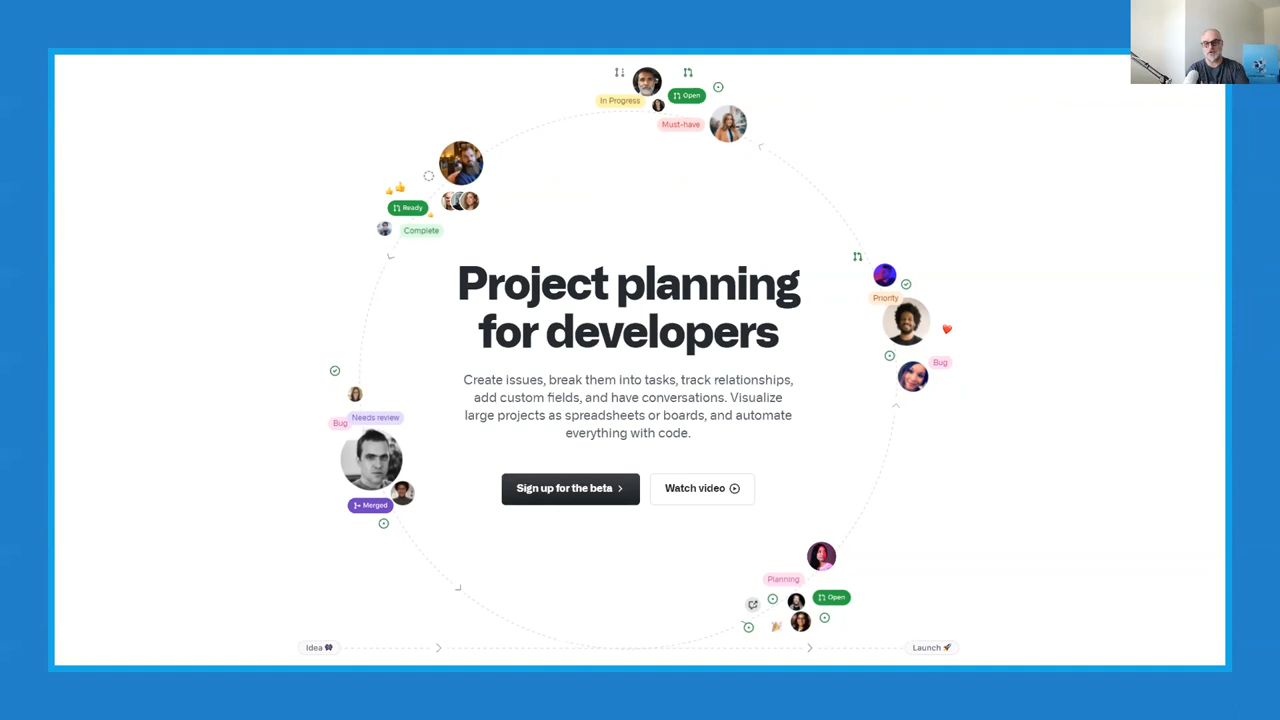 In Progress
Open
Must-have
Ready
Complete
Priority
Bug
Project planning
for developers
Create issues, break them into tasks, track relationships,
add custom fields, and have conversations. Visualize
large projects as spreadsheets or boards, and automate
everything with code.
Sign up for the beta
Watch video
Needs review
Bug
Merged
Planning
Open
Idea
Launch